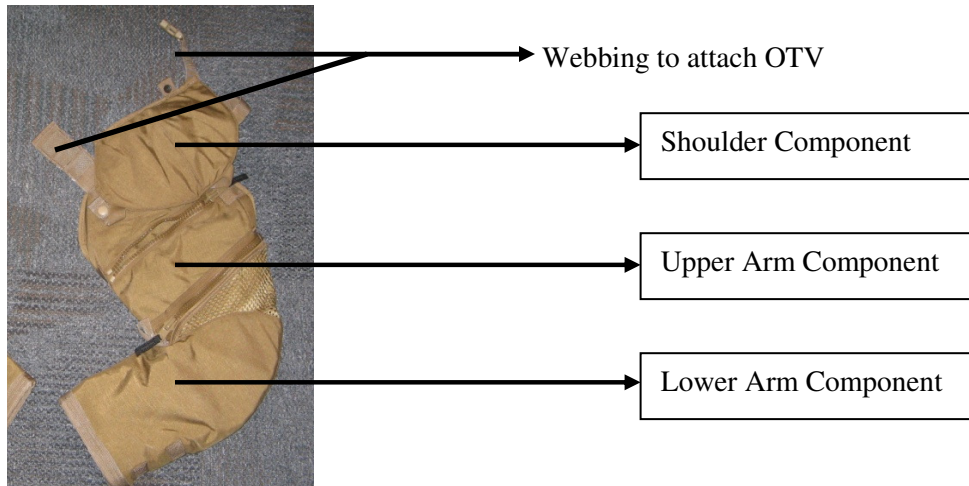 Webbing to attach OTV
Shoulder Component
Upper Arm Component
Lower Arm Component